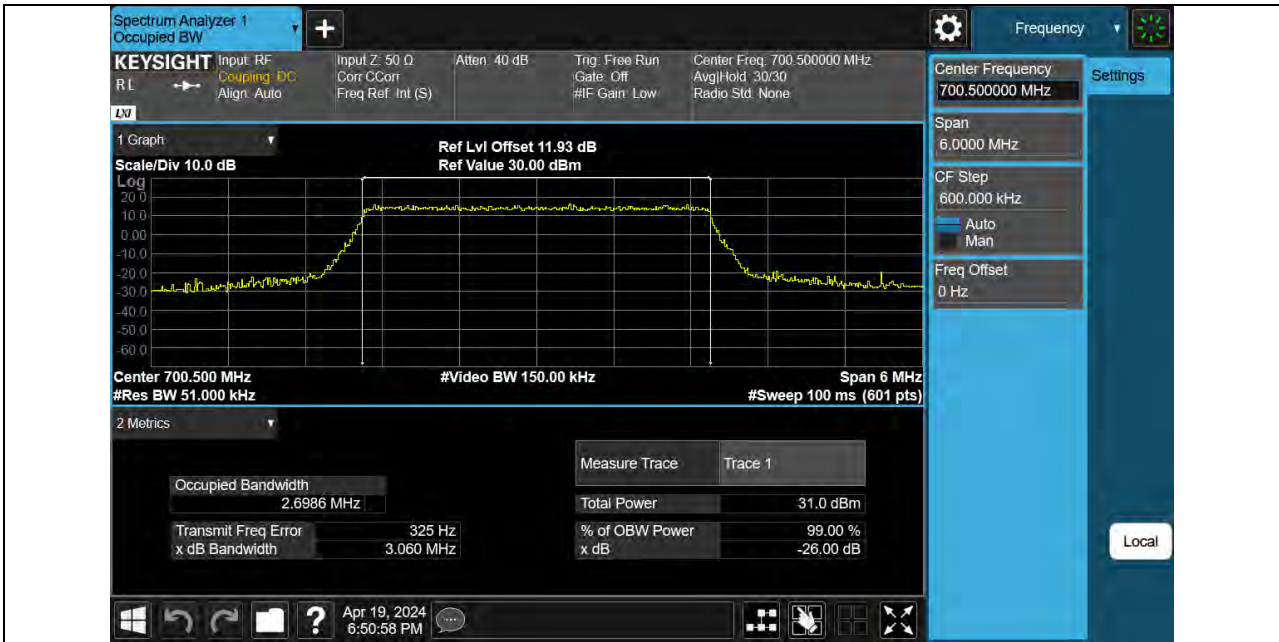 Spectrum Analyzer 1
Occupied BW
+
Frequency
KEYSIGHT
RL
LXI
Input: RF
Coupling: DC
Align: Auto
Input Z: 50 Ω
Corr CCorr
Freq Ref: Int (S)
Atten: 40 dB
Trig: Free Run
Gate: Off
#IF Gain: Low
Center Freq: 700.500000 MHz
Avg|Hold: 30/30
Radio Std: None
Center Frequency
700.500000 MHz
Settings
Span
6.0000 MHz
CF Step
600.000 kHz
Auto
Man
Freq Offset
0 Hz
1 Graph
Scale/Div 10.0 dB
Ref Lvl Offset 11.93 dB
Ref Value 30.00 dBm
Log
20.0
10.0
0.00
-10.0
-20.0
-30.0
-40.0
-50.0
-60.0
Center 700.500 MHz
#Video BW 150.00 kHz
Span 6 MHz
#Res BW 51.000 kHz
#Sweep 100 ms (601 pts)
2 Metrics
Measure Trace Trace 1
Occupied Bandwidth
2.6986 MHz
Total Power 31.0 dBm
Transmit Freq Error 325 Hz
% of OBW Power 99.00 %
x dB Bandwidth 3.060 MHz
x dB -26.00 dB
Local
?
Apr 19, 2024
6:50:58 PM